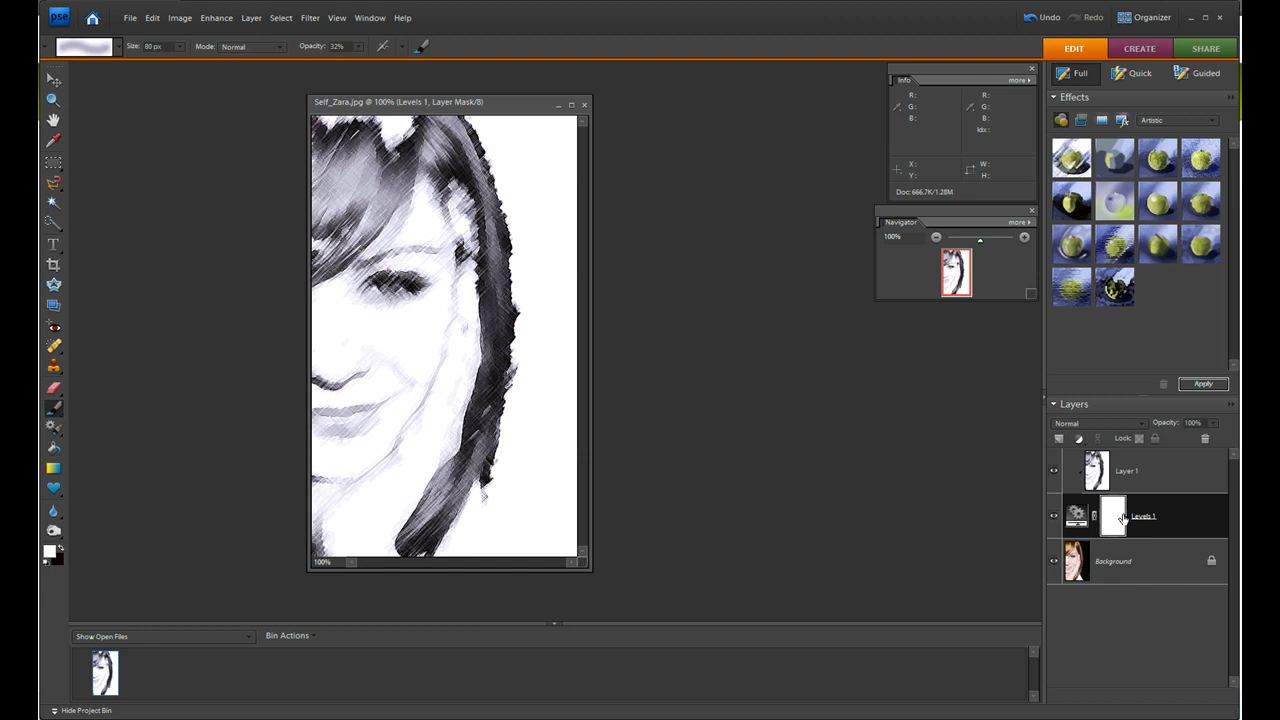 pse
File Edit Image Enhance Layer Select Filter View Window Help
Undo Redo Organizer
Size: 80 px Mode: Normal Opacity: 32%
EDIT CREATE SHARE
Full Quick Guided
Effects
Artistic
Apply
Info more
R: R:
G: G:
B: B:
Idx:
X: W:
Y: H:
Doc: 666.7K/1.28M
Navigator more
100%
Self_Zara.jpg @ 100% (Levels 1, Layer Mask/8)
100%
Layers
Normal Opacity: 100%
Lock:
Layer 1
Levels 1
Background
Show Open Files Bin Actions
Hide Project Bin